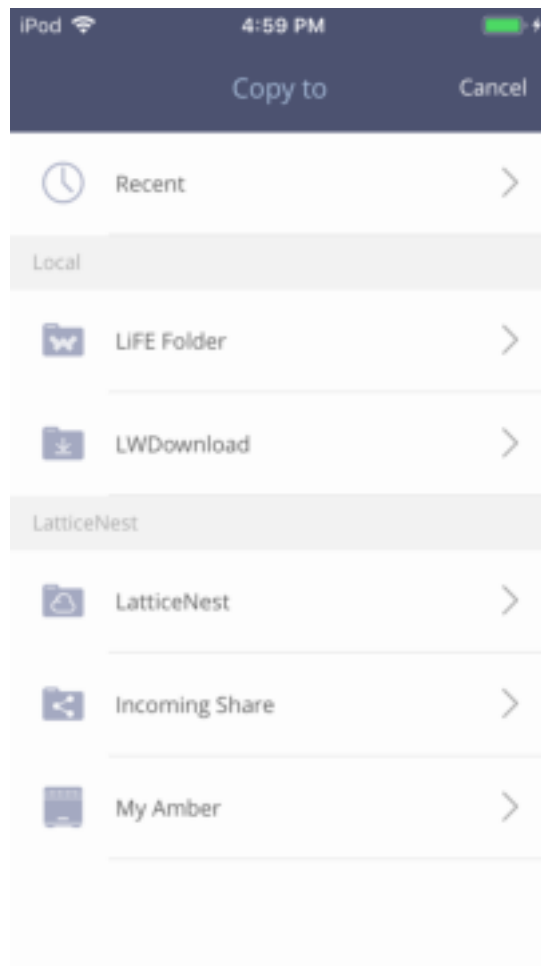 iPod 4:59 PM
Copy to Cancel
Recent
Local
LiFE Folder
LWDownload
LatticeNest
LatticeNest
Incoming Share
My Amber